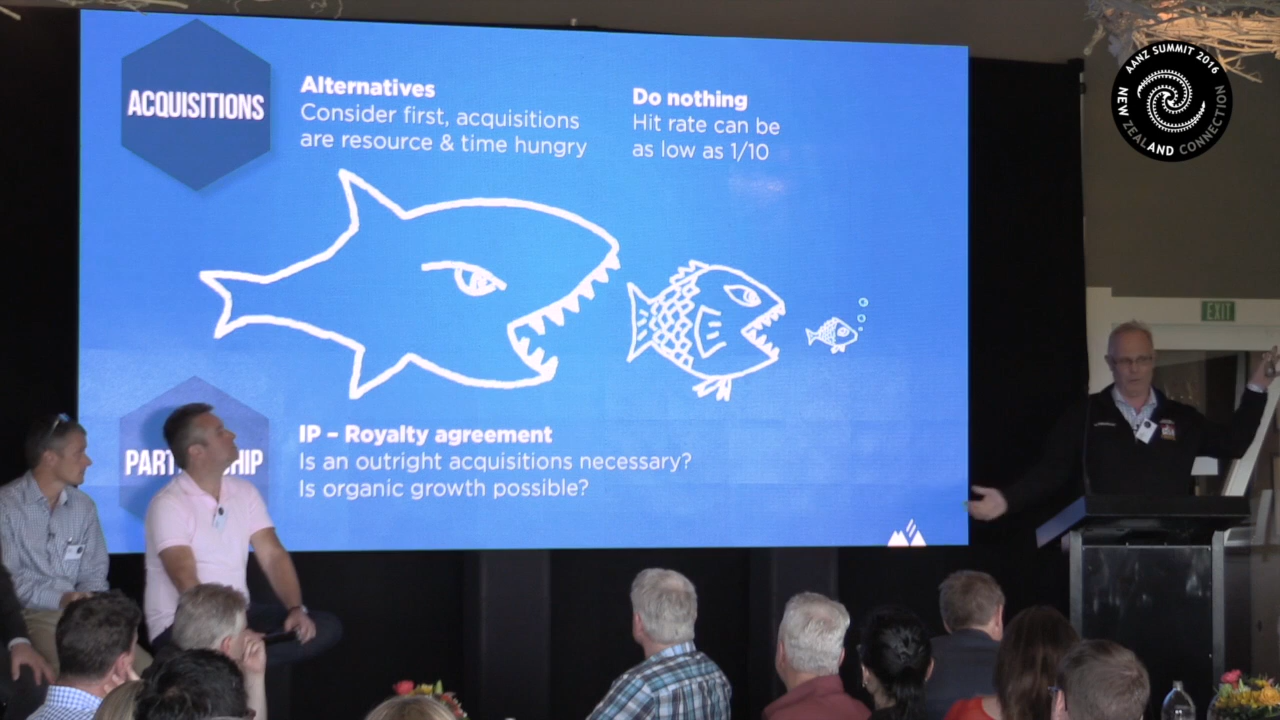 ACQUISITIONS
Alternatives
Consider first, acquisitions
are resource & time hungry
Do nothing
Hit rate can be
as low as 1/10
AANZ SUMMIT 2016
NEW ZEALAND CONNECTION
EXIT
IP – Royalty agreement
Is an outright acquisitions necessary?
Is organic growth possible?